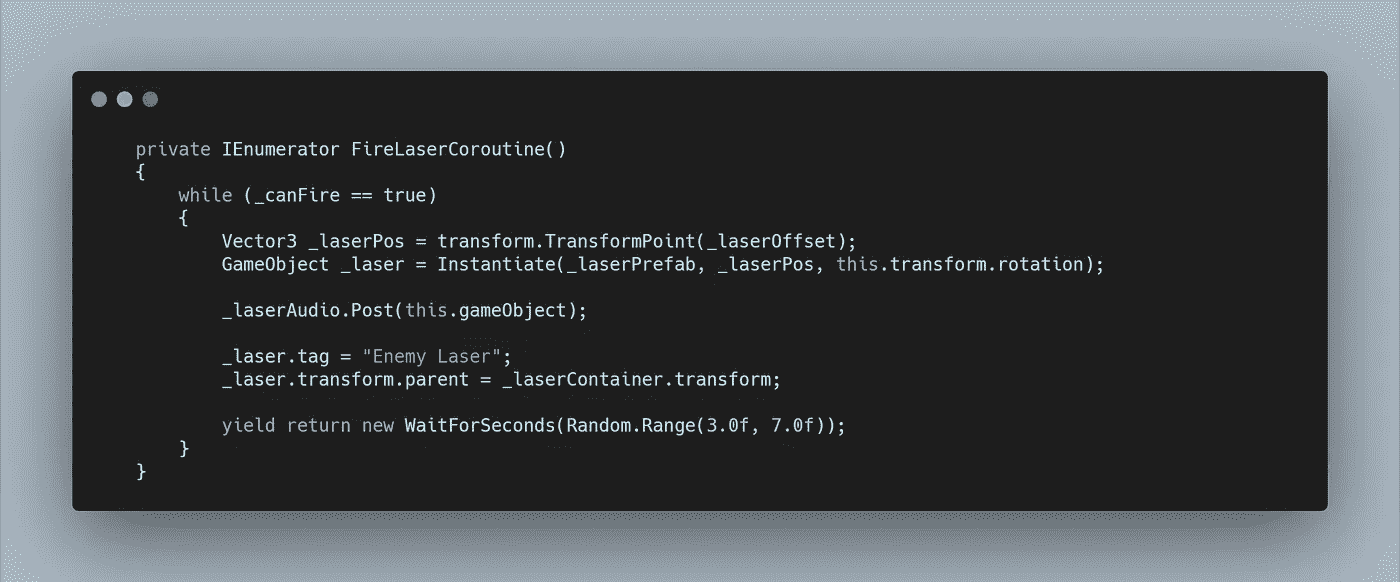 private IEnumerator FireLaserCoroutine()
{
    while (_canFire == true)
    {
        Vector3 _laserPos = transform.TransformPoint(_laserOffset);
        GameObject _laser = Instantiate(_laserPrefab, _laserPos, this.transform.rotation);

        _laserAudio.Post(this.gameObject);

        _laser.tag = "Enemy Laser";
        _laser.transform.parent = _laserContainer.transform;

        yield return new WaitForSeconds(Random.Range(3.0f, 7.0f));
    }
}